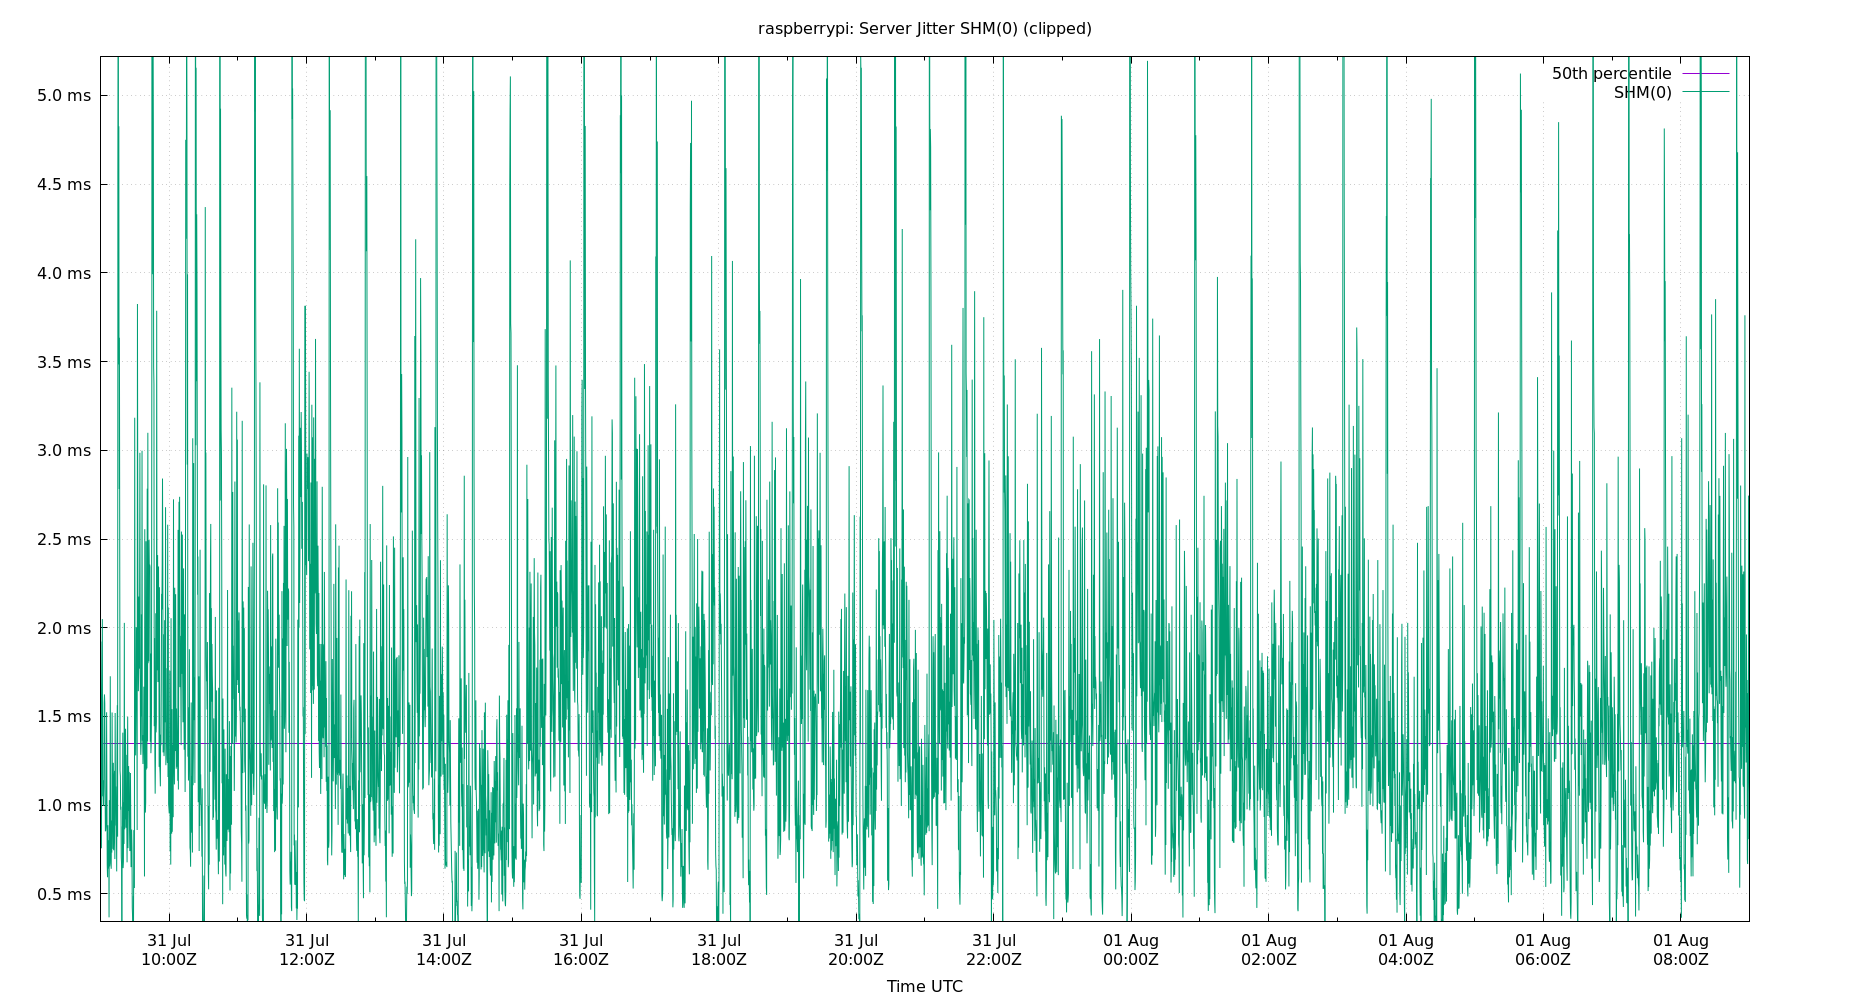 raspberrypi: Server Jitter SHM(0) (clipped)
50th percentile
SHM(0)
5.0 ms
4.5 ms
4.0 ms
3.5 ms
3.0 ms
2.5 ms
2.0 ms
1.5 ms
1.0 ms
0.5 ms
31 Jul 31 Jul 31 Jul 31 Jul 31 Jul 31 Jul 31 Jul 01 Aug 01 Aug 01 Aug 01 Aug 01 Aug
10:00Z 12:00Z 14:00Z 16:00Z 18:00Z 20:00Z 22:00Z 00:00Z 02:00Z 04:00Z 06:00Z 08:00Z
Time UTC